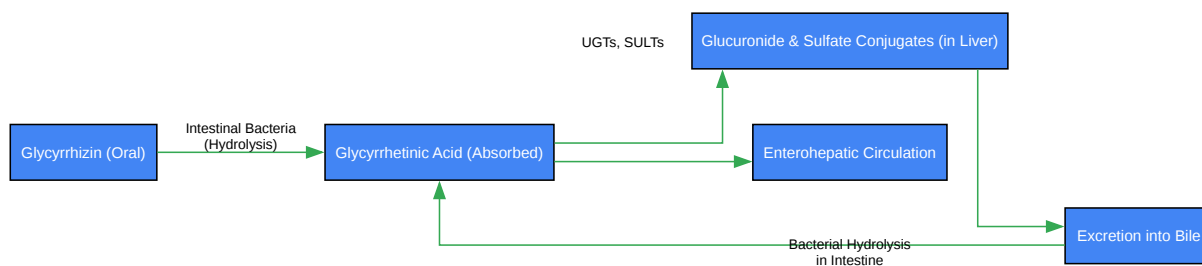 UGTs, SULTs
Glucuronide & Sulfate Conjugates (in Liver)
Glycyrrhizin (Oral)
Intestinal Bacteria
(Hydrolysis)
Glycyrrhetinic Acid (Absorbed)
Enterohepatic Circulation
Excretion into Bile
Bacterial Hydrolysis
in Intestine